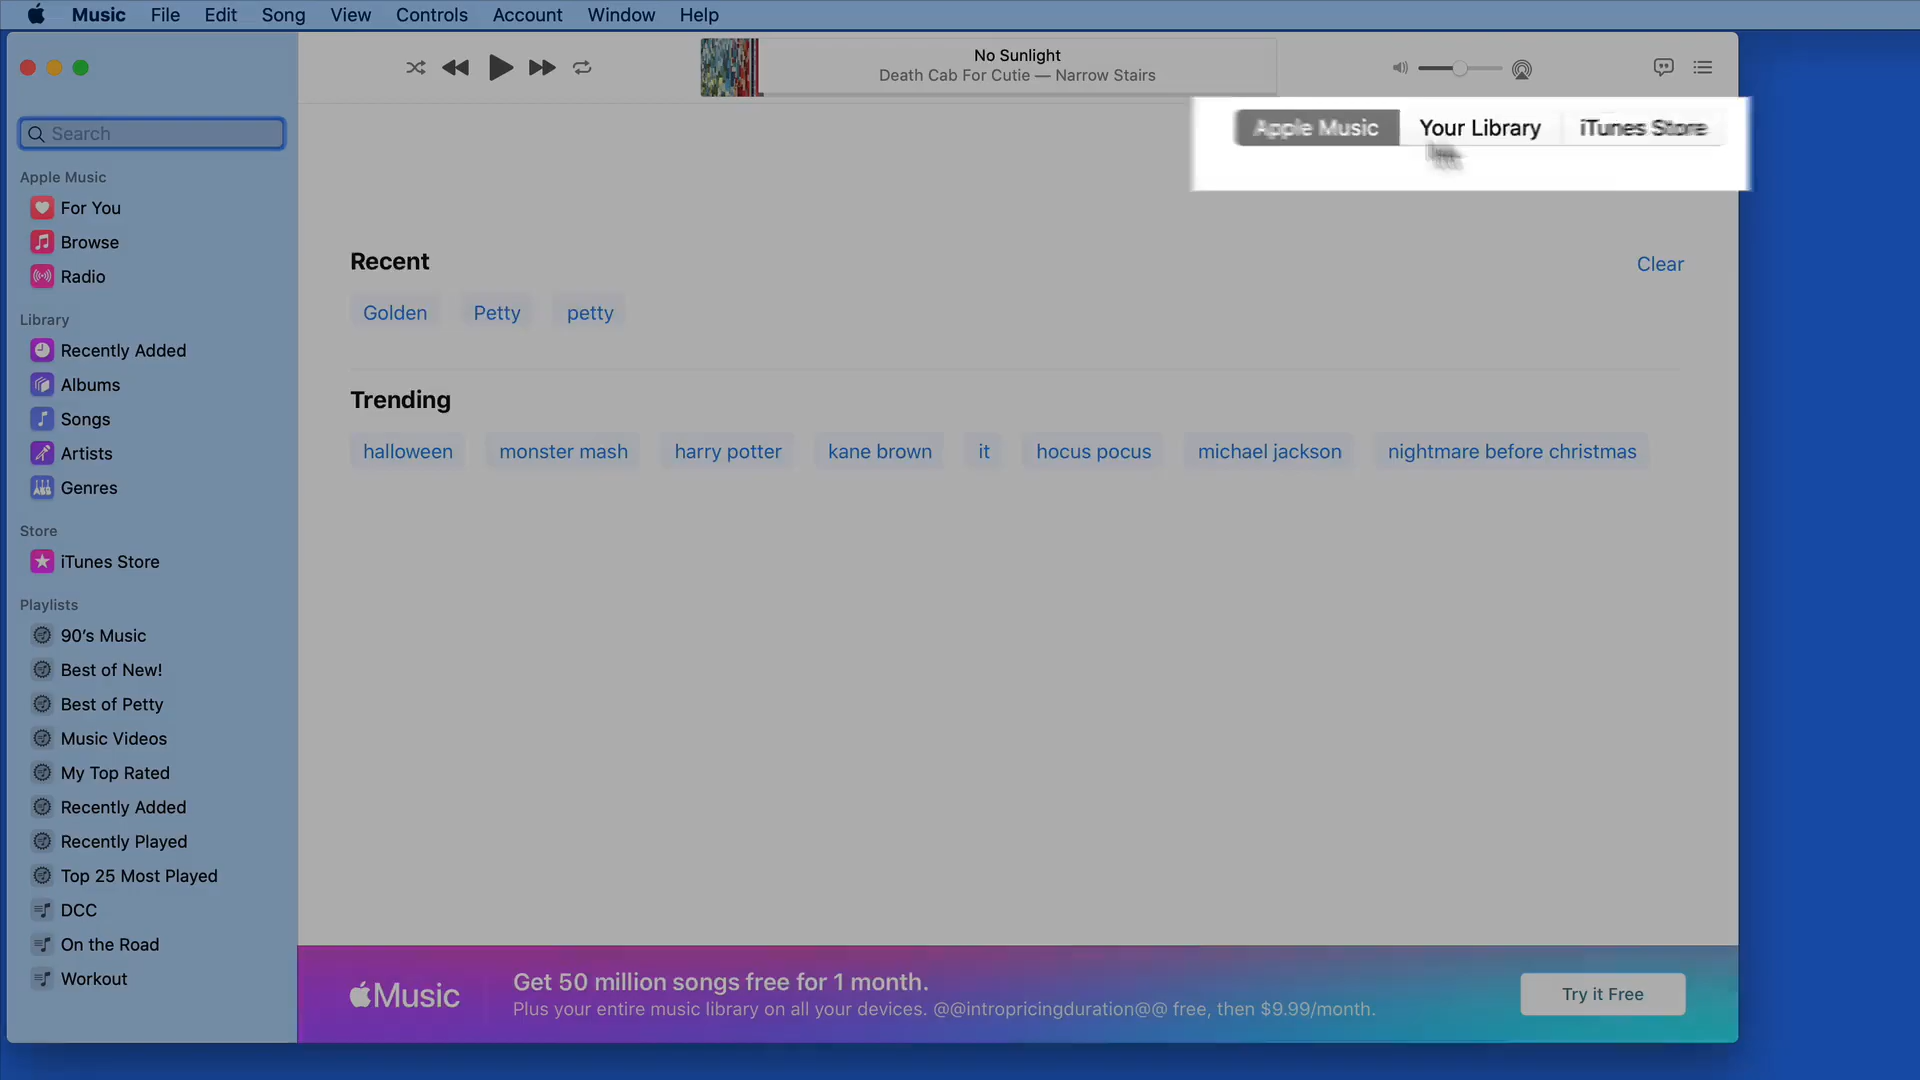 Music File Edit Song View Controls Account Window Help
No Sunlight
Death Cab For Cutie — Narrow Stairs
Search
Apple Music Your Library iTunes Store
Apple Music
For You
Browse
Radio
Library
Recently Added
Albums
Songs
Artists
Genres
Store
iTunes Store
Playlists
90's Music
Best of New!
Best of Petty
Music Videos
My Top Rated
Recently Added
Recently Played
Top 25 Most Played
DCC
On the Road
Workout
Recent
Clear
Golden Petty petty
Trending
halloween monster mash harry potter kane brown it hocus pocus michael jackson nightmare before christmas
Music
Get 50 million songs free for 1 month.
Plus your entire music library on all your devices. @@intropricingduration@@ free, then $9.99/month.
Try it Free